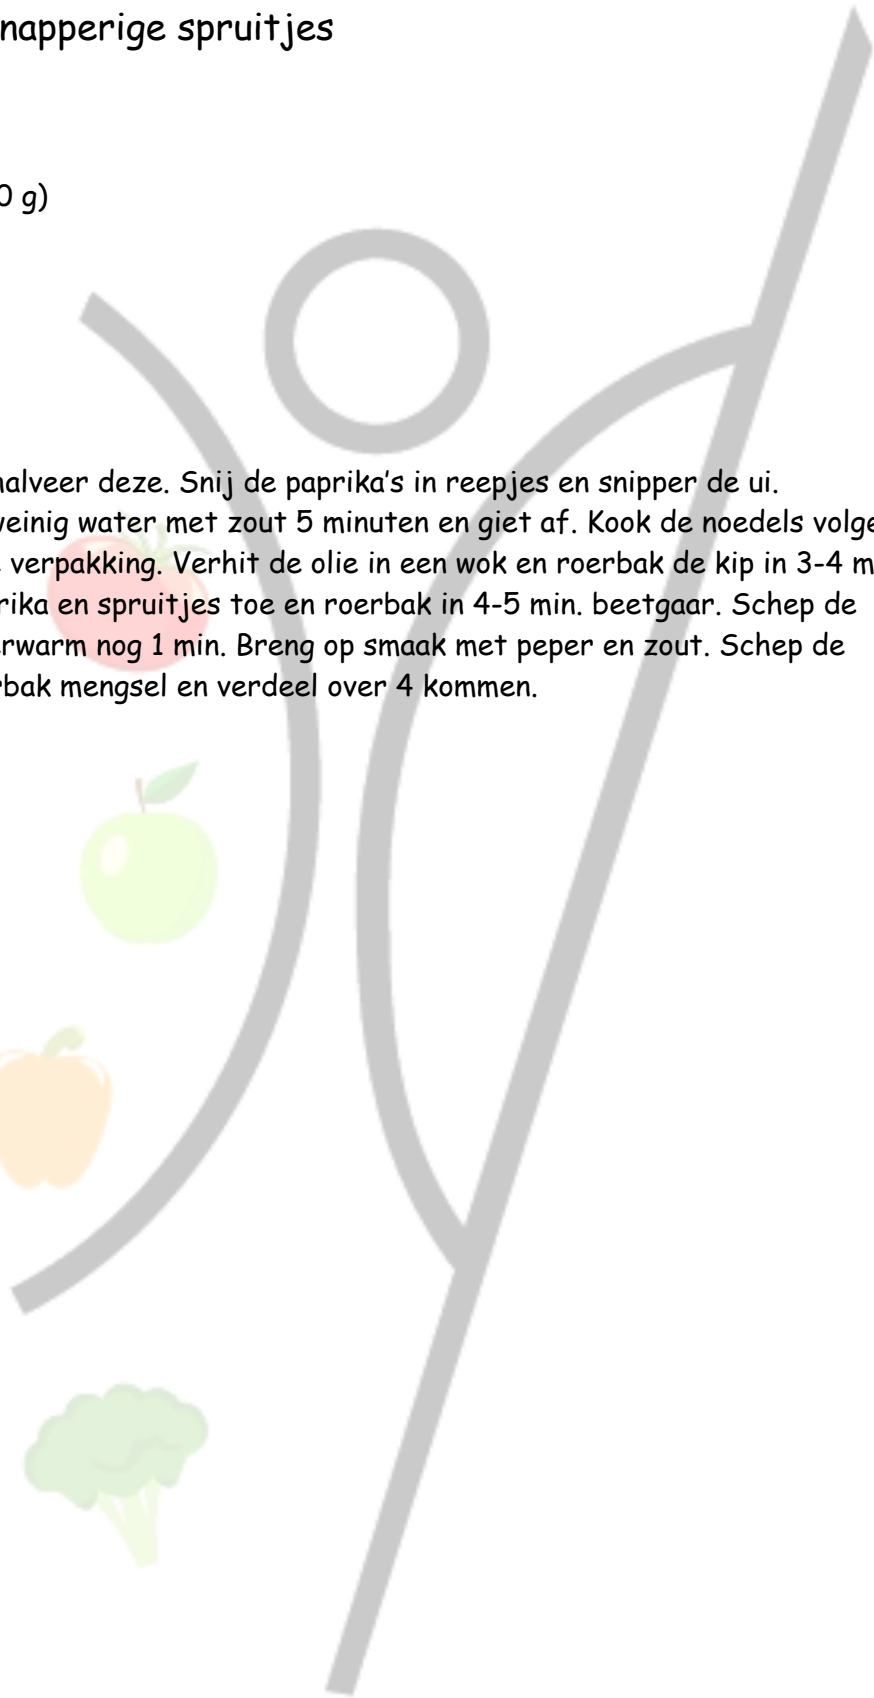 napperige spruitjes
0 g)
halveer deze. Snij de paprika's in reepjes en snipper de ui.
weinig water met zout 5 minuten en giet af. Kook de noedels volge
verpakking. Verhit de olie in een wok en roerbak de kip in 3-4 m
rika en spruitjes toe en roerbak in 4-5 min. beetgaar. Schep de
rwarm nog 1 min. Breng op smaak met peper en zout. Schep de
rbak mengsel en verdeel over 4 kommen.